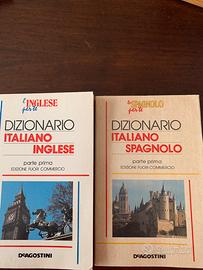 l'INGLESE
per te
DIZIONARIO
ITALIANO
INGLESE
parte prima
EDIZIONE FUORI COMMERCIO
DEAGOSTINI
lo SPAGNOLO
per te
DIZIONARIO
ITALIANO
SPAGNOLO
parte prima
EDIZIONE FUORI COMMERCIO
DEAGOSTINI